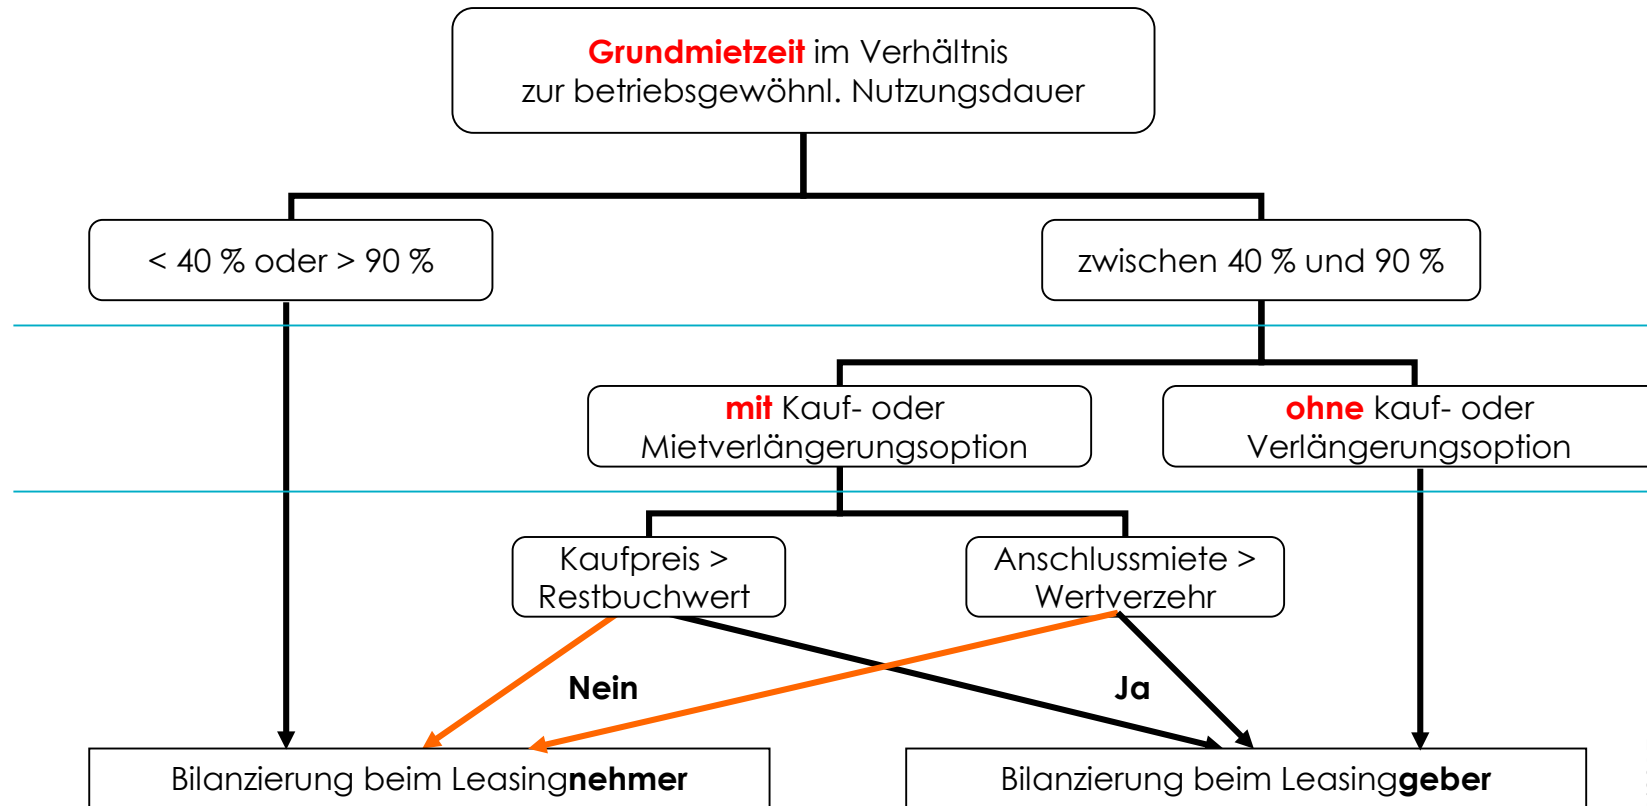 Grundmietzeit im Verhältnis
zur betriebsgewöhnl. Nutzungsdauer
< 40 % oder > 90 %
zwischen 40 % und 90 %
mit Kauf- oder
Mietverlängerungsoption
ohne kauf- oder
Verlängerungsoption
Kaufpreis >
Restbuchwert
Anschlussmiete >
Wertverzehr
Nein
Ja
Bilanzierung beim Leasingnehmer
Bilanzierung beim Leasinggeber